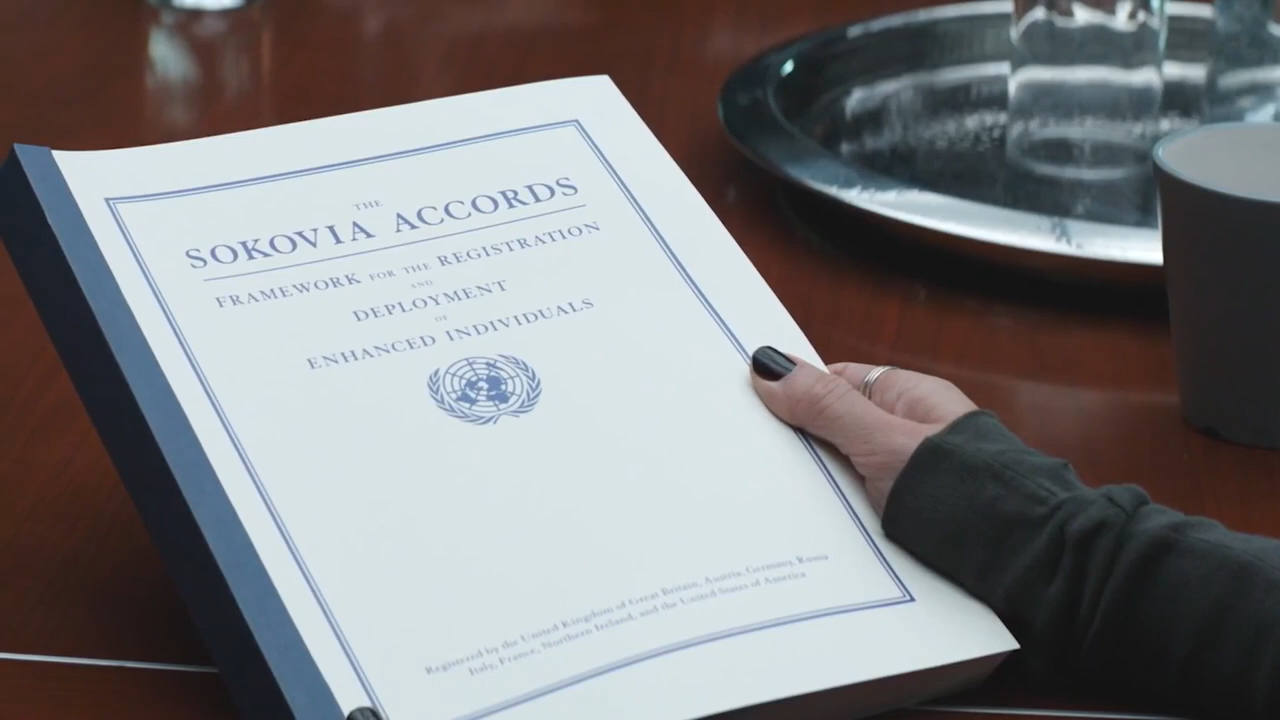 THE
SOKOVIA ACCORDS
FRAMEWORK FOR THE REGISTRATION
AND
DEPLOYMENT
OF
ENHANCED INDIVIDUALS
Registered by the United Kingdom of Great Britain, Austria, Germany, Russia
Italy, France, Northern Ireland, and the United States of America